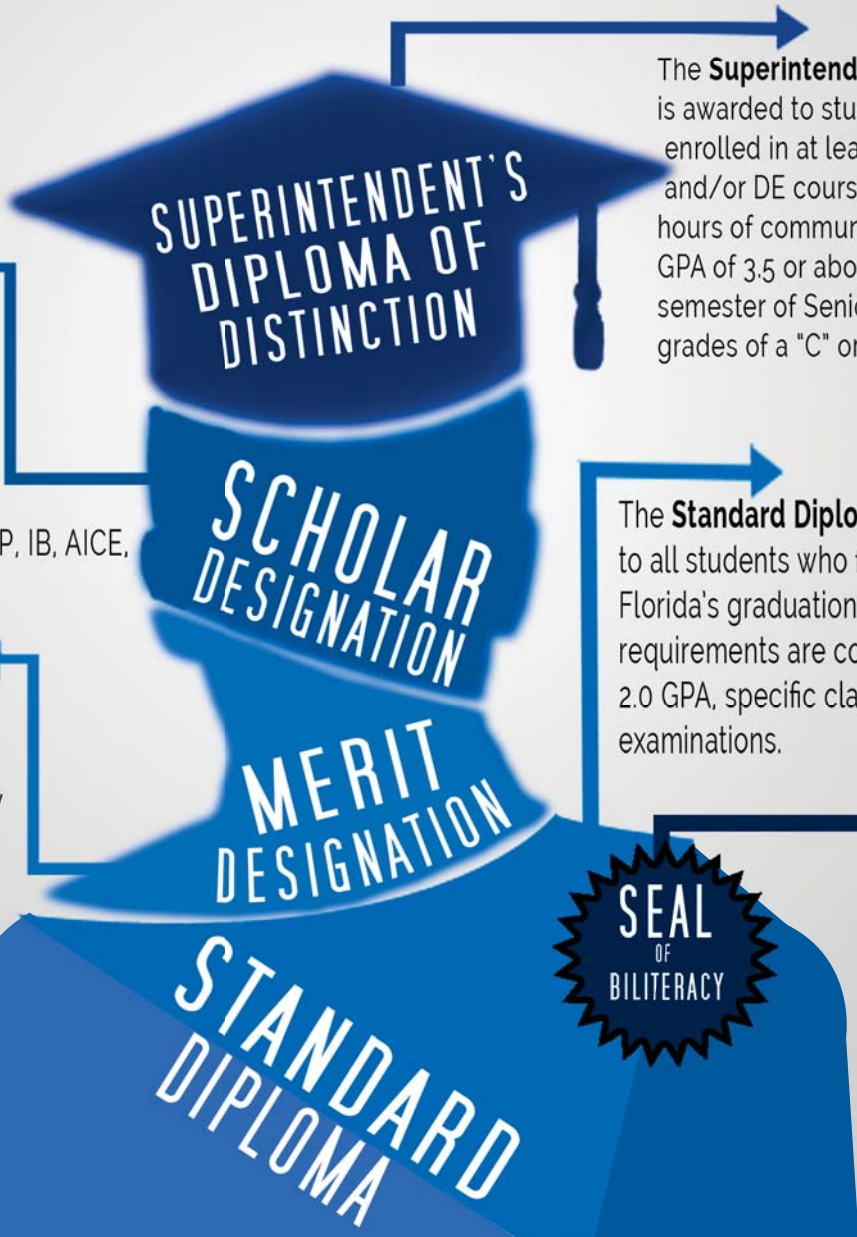 The Superintend
is awarded to stu
enrolled in at lea
and/or DE cours
hours of commun
GPA of 3.5 or abo
semester of Senio
grades of a "C" or
SUPERINTENDENT'S
DIPLOMA OF
DISTINCTION
SCHOLAR
DESIGNATION
P, IB, AICE,
The Standard Diplo
to all students who
Florida's graduation
requirements are co
2.0 GPA, specific cla
examinations.
MERIT
DESIGNATION
SEAL
OF
BILITERACY
STANDARD
DIPLOMA